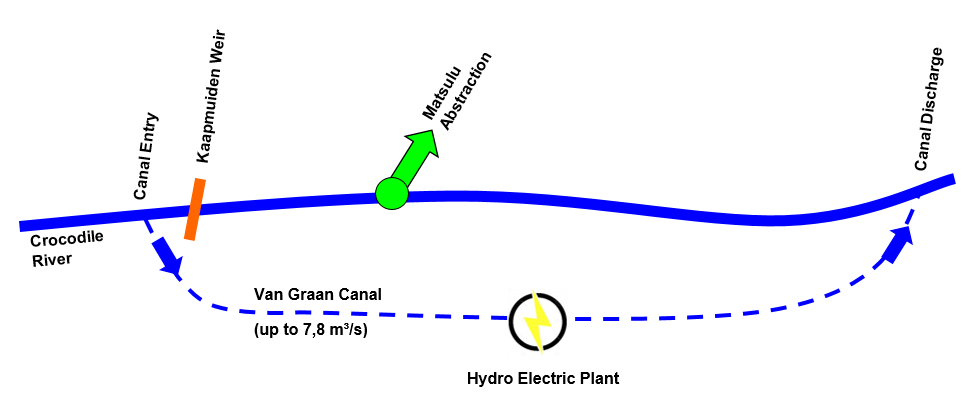 Canal Entry
Kaapmuiden Weir
Matsulu
Abstraction
Canal Discharge
Crocodile
River
Van Graan Canal
(up to 7,8 m³/s)
Hydro Electric Plant